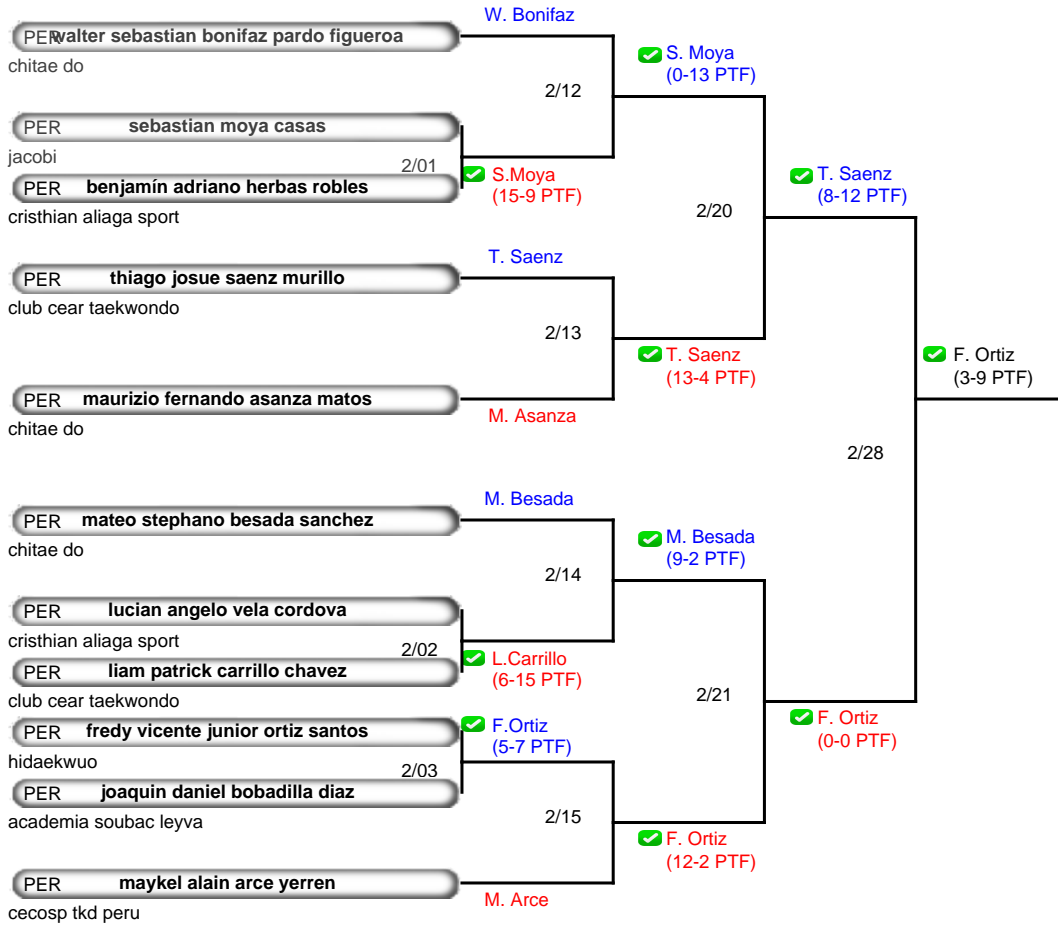 W. Bonifaz
PER walter sebastian bonifaz pardo figueroa
chitae do
2/12
S. Moya
(0-13 PTF)
PER sebastian moya casas
jacobi
2/01
PER benjamín adriano herbas robles
cristhian aliaga sport
S.Moya
(15-9 PTF)
2/20
T. Saenz
(8-12 PTF)
T. Saenz
PER thiago josue saenz murillo
club cear taekwondo
2/13
T. Saenz
(13-4 PTF)
PER maurizio fernando asanza matos
chitae do
M. Asanza
F. Ortiz
(3-9 PTF)
2/28
M. Besada
PER mateo stephano besada sanchez
chitae do
2/14
M. Besada
(9-2 PTF)
PER lucian angelo vela cordova
cristhian aliaga sport
2/02
PER liam patrick carrillo chavez
club cear taekwondo
L.Carrillo
(6-15 PTF)
2/21
F. Ortiz
(0-0 PTF)
PER fredy vicente junior ortiz santos
hidaekwuo
F.Ortiz
(5-7 PTF)
2/03
PER joaquin daniel bobadilla diaz
academia soubac leyva
2/15
F. Ortiz
(12-2 PTF)
PER maykel alain arce yerren
cecosp tkd peru
M. Arce